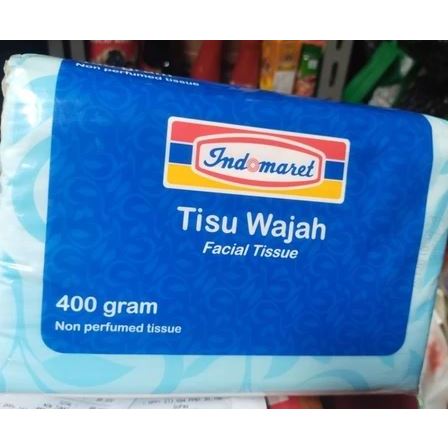 Non perfumed tissue
Indomaret
Tisu Wajah
Facial Tissue
400 gram
Non perfumed tissue